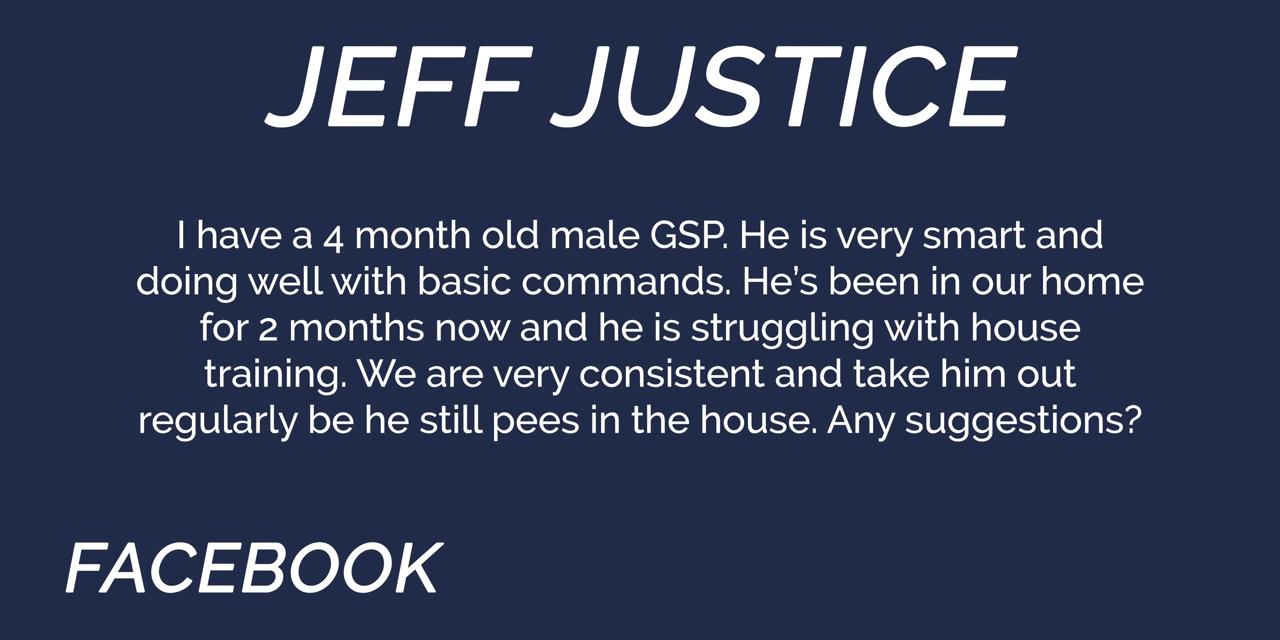 JEFF JUSTICE
I have a 4 month old male GSP. He is very smart and
doing well with basic commands. He’s been in our home
for 2 months now and he is struggling with house
training. We are very consistent and take him out
regularly be he still pees in the house. Any suggestions?
FACEBOOK